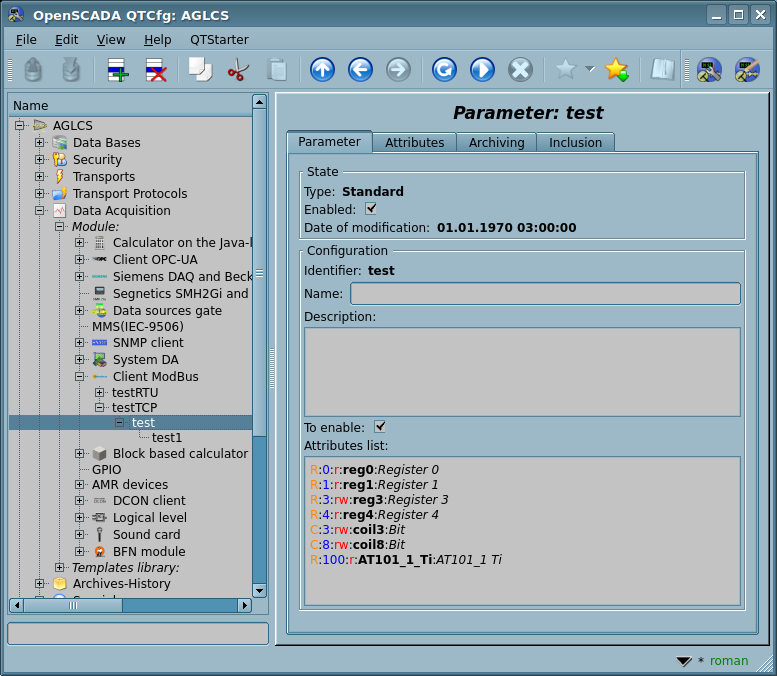 OpenSCADA QTCfg: AGLCS
File Edit View Help QTStarter
Name
AGLCS
Data Bases
Security
Transports
Transport Protocols
Data Acquisition
Module:
Calculator on the Java-l
Client OPC-UA
Siemens DAQ and Beck
Segnetics SMH2Gi and
Data sources gate
MMS(IEC-9506)
SNMP client
System DA
Client ModBus
testRTU
testTCP
test
test1
Block based calculator
GPIO
AMR devices
DCON client
Logical level
Sound card
BFN module
Templates library:
Archives-History
Parameter: test
Parameter Attributes Archiving Inclusion
State
Type: Standard
Enabled:
Date of modification: 01.01.1970 03:00:00
Configuration
Identifier: test
Name:
Description:
To enable:
Attributes list:
R:0:r:reg0:Register 0
R:1:r:reg1:Register 1
R:3:rw:reg3:Register 3
R:4:r:reg4:Register 4
C:3:rw:coil3:Bit
C:8:rw:coil8:Bit
R:100:r:AT101_1_Ti:AT101_1 Ti
* roman